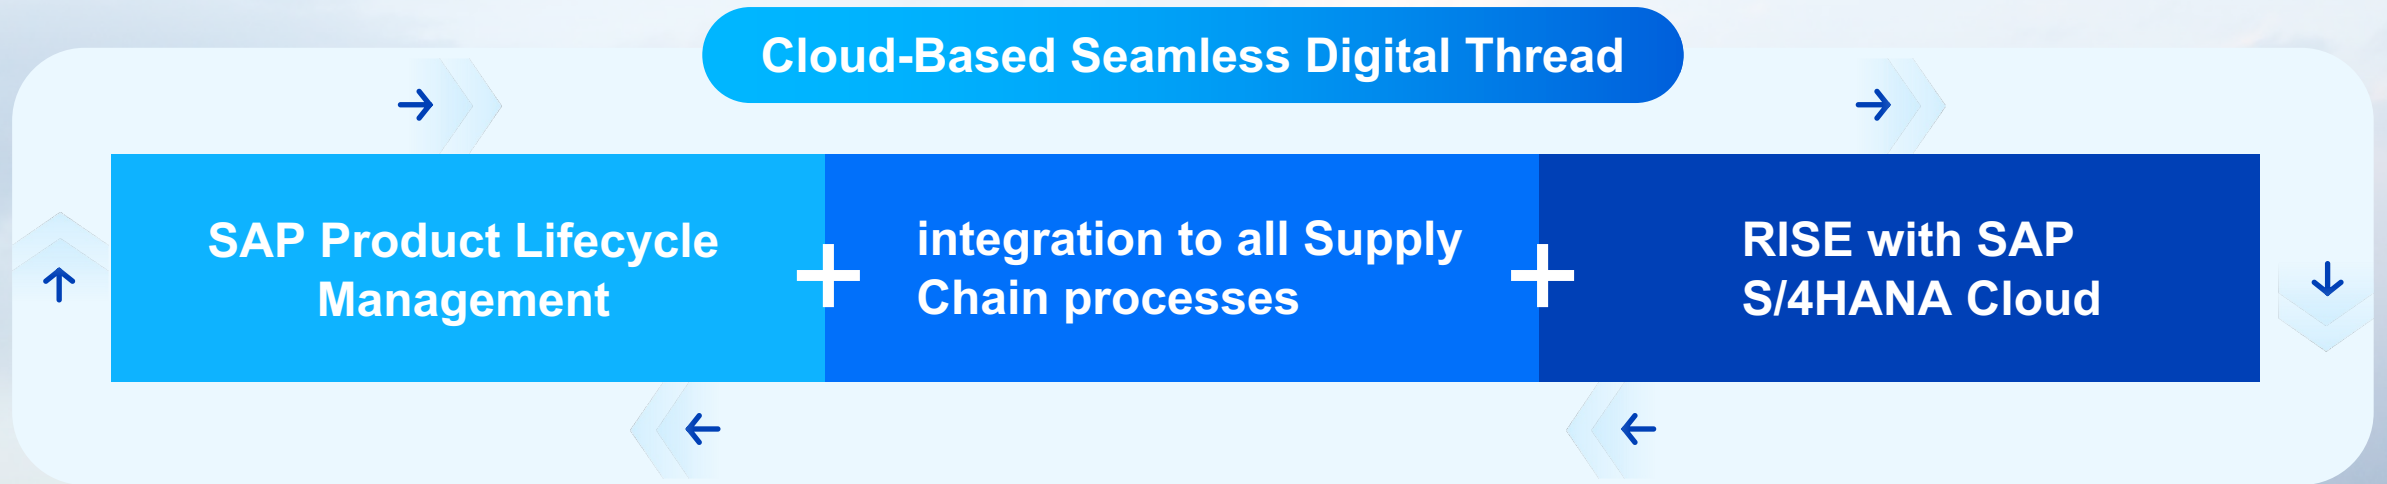 Cloud-Based Seamless Digital Thread
SAP Product Lifecycle
Management
+
integration to all Supply
Chain processes
+
RISE with SAP
S/4HANA Cloud